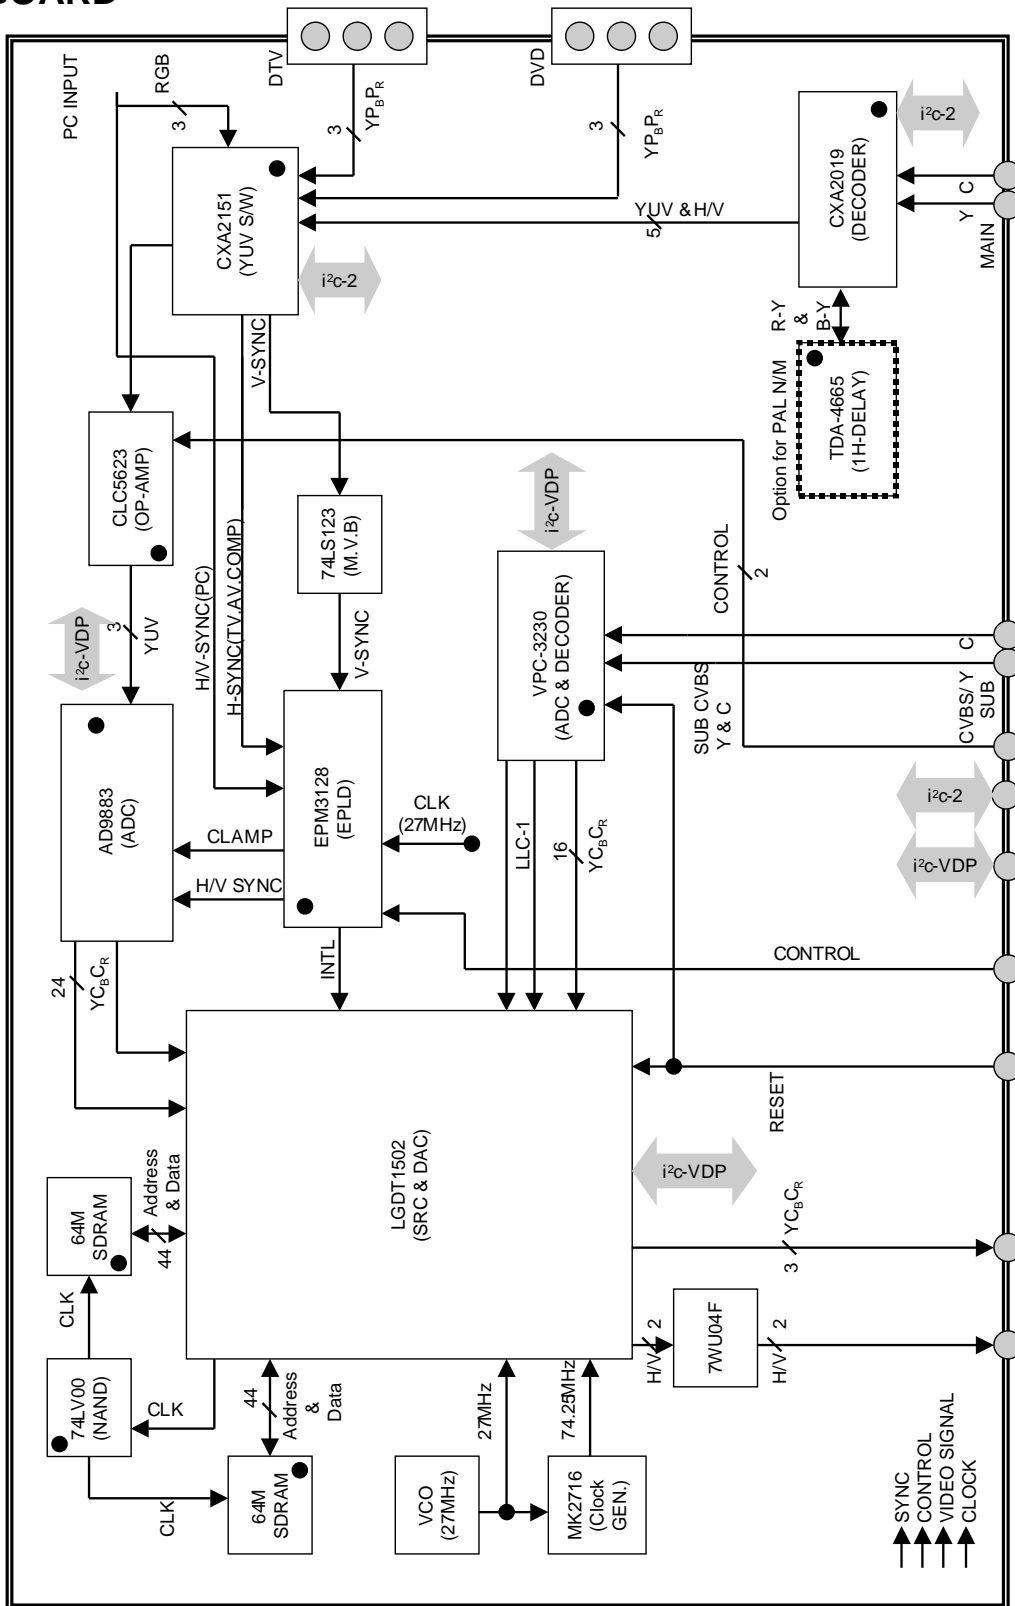 PC INPUT
RGB
3
DTV
3
YPBPR
DVD
3
YPBPR
CXA2151
(YUV S/W)
i²c-2
YUV & H/V
5
CXA2019
(DECODER)
i²c-2
Y
C
MAIN
R-Y
&
B-Y
Option for PAL N/M
TDA-4665
(1H-DELAY)
V-SYNC
CLC5623
(OP-AMP)
74LS123
(M.V.B)
V-SYNC
H/V-SYNC(PC)
H-SYNC(TV.AV.COMP)
3
YUV
i²c-VDP
i²c-VDP
VPC-3230
(ADC & DECODER)
CONTROL
2
SUB CVBS
Y & C
C
CVBS/ Y
SUB
AD9883
(ADC)
EPM3128
(EPLD)
CLAMP
H/V SYNC
CLK
(27MHz)
LLC-1
16
YCBCR
i²c-2
i²c-VDP
24
YCBCR
INTL
CONTROL
RESET
LGDT1502
(SRC & DAC)
i²c-VDP
64M
SDRAM
Address
& Data
44
3
YCBCR
CLK
74LV00
(NAND)
CLK
CLK
64M
SDRAM
44
Address
&
Data
27MHz
74.25MHz
VCO
(27MHz)
MK2716
(Clock
GEN.)
H/V
2
7WU04F
H/V
2
SYNC
CONTROL
VIDEO SIGNAL
CLOCK